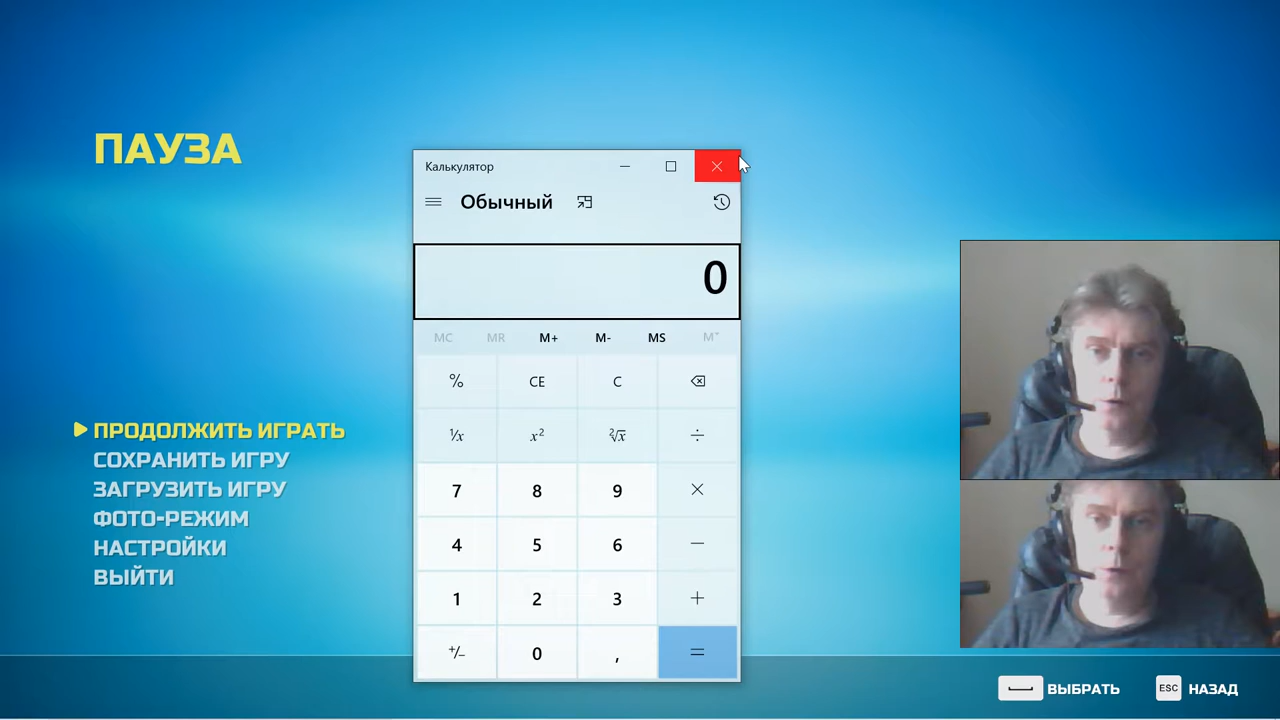 ПАУЗА
ПРОДОЛЖИТЬ ИГРАТЬ
СОХРАНИТЬ ИГРУ
ЗАГРУЗИТЬ ИГРУ
ФОТО-РЕЖИМ
НАСТРОЙКИ
ВЫЙТИ
Калькулятор
Обычный
0
MC MR M+ M- MS M˅
% CE C
¹/x x² ²√x ÷
7 8 9 ×
4 5 6 −
1 2 3 +
+/− 0 , =
ВЫБРАТЬ ESC НАЗАД